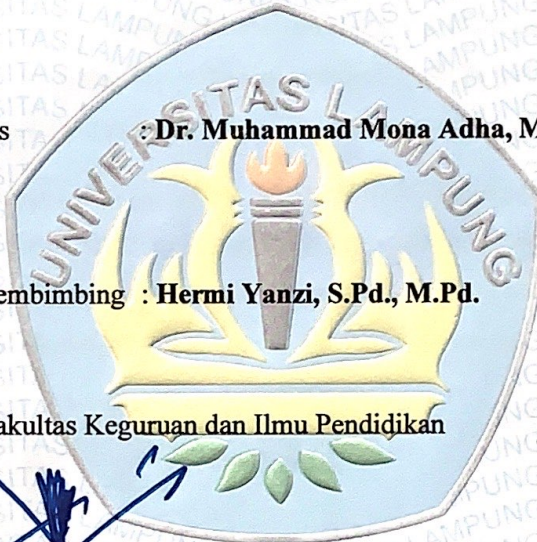 UNIVERSITAS LAMPUNG
s : Dr. Muhammad Mona Adha, M
embimbing : Hermi Yanzi, S.Pd., M.Pd.
akultas Keguruan dan Ilmu Pendidikan